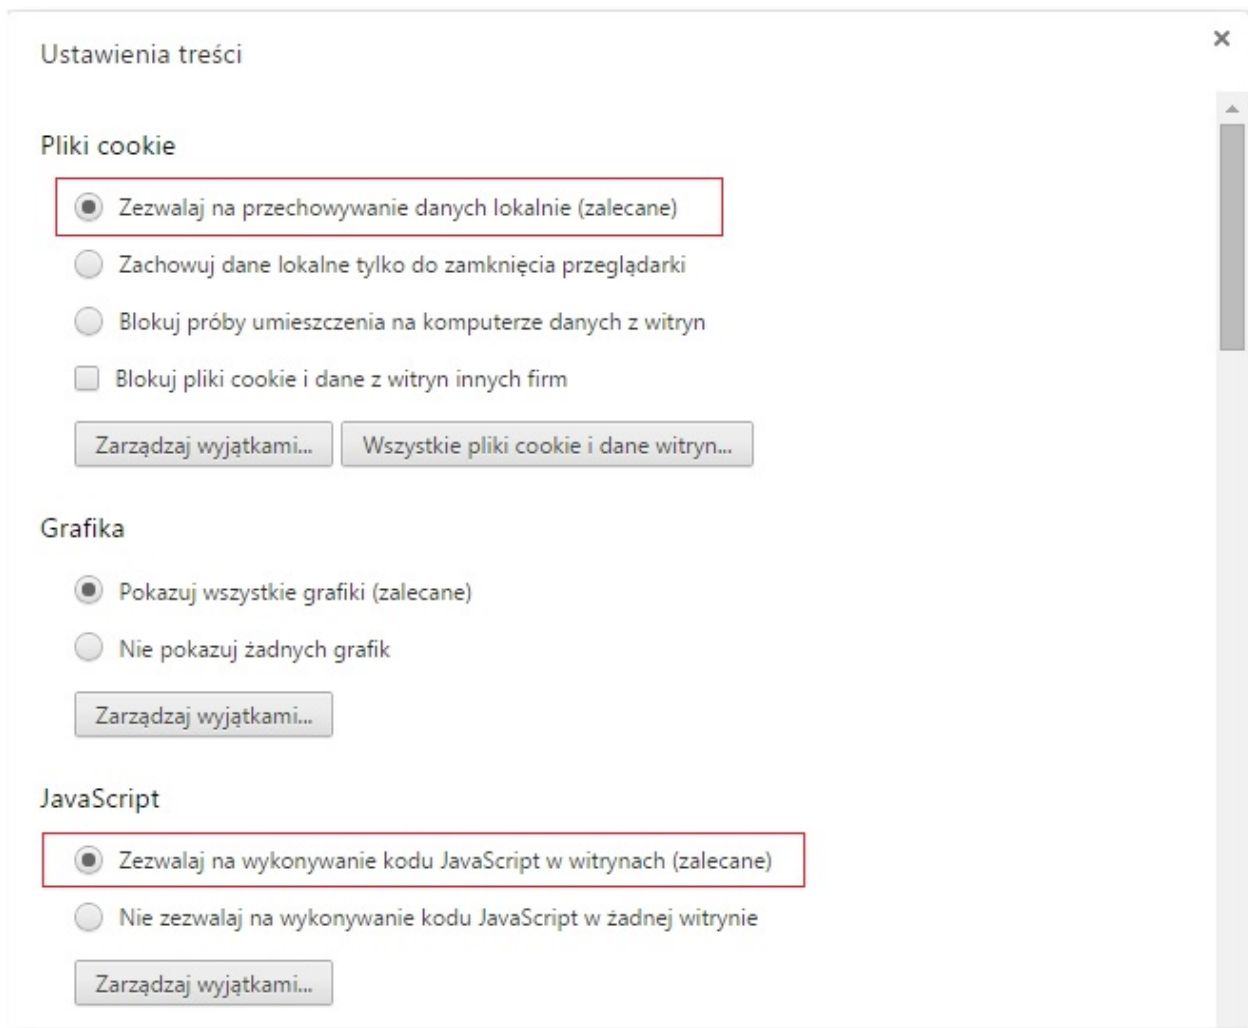 Ustawienia treści
Pliki cookie
Zezwalaj na przechowywanie danych lokalnie (zalecane)
Zachowuj dane lokalne tylko do zamknięcia przeglądarki
Blokuj próby umieszczenia na komputerze danych z witryn
Blokuj pliki cookie i dane z witryn innych firm
Zarządzaj wyjątkami... Wszystkie pliki cookie i dane witryn...
Grafika
Pokazuj wszystkie grafiki (zalecane)
Nie pokazuj żadnych grafik
Zarządzaj wyjątkami...
JavaScript
Zezwalaj na wykonywanie kodu JavaScript w witrynach (zalecane)
Nie zezwalaj na wykonywanie kodu JavaScript w żadnej witrynie
Zarządzaj wyjątkami...